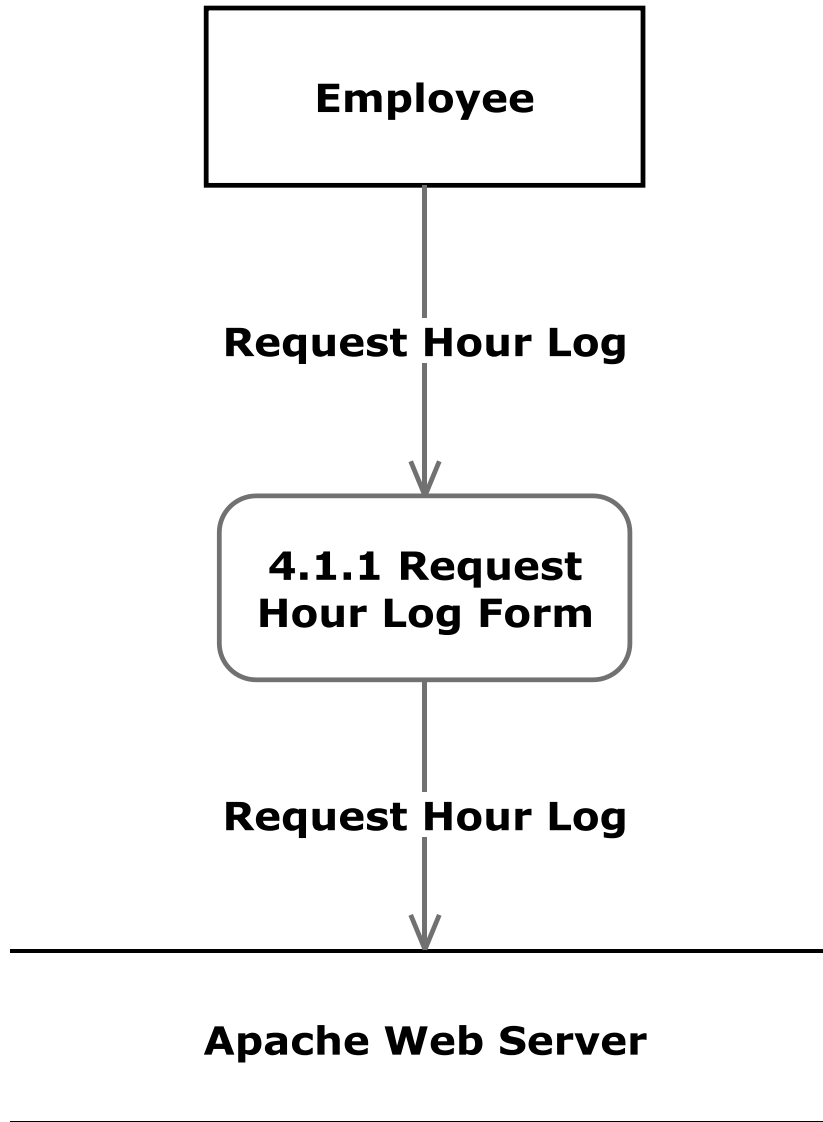 Employee
Request Hour Log
4.1.1 Request
Hour Log Form
Request Hour Log
Apache Web Server